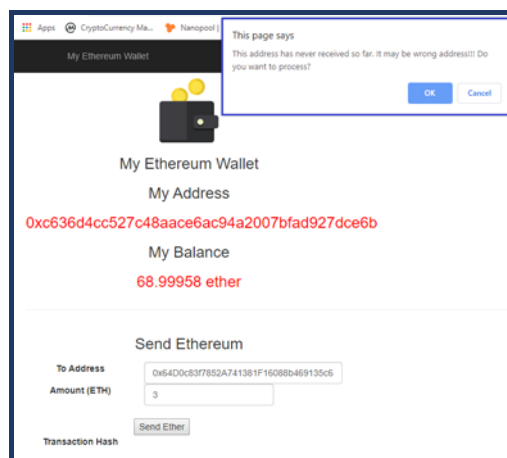 Apps CryptoCurrency Ma... Nanopool |
My Ethereum Wallet
This page says
This address has never received so far. It may be wrong address!!! Do
you want to process?
OK Cancel
My Ethereum Wallet
My Address
0xc636d4cc527c48aace6ac94a2007bfad927dce6b
My Balance
68.99958 ether
Send Ethereum
To Address 0x64D0c83f7852A741381F16088b469135c6
Amount (ETH) 3
Send Ether
Transaction Hash